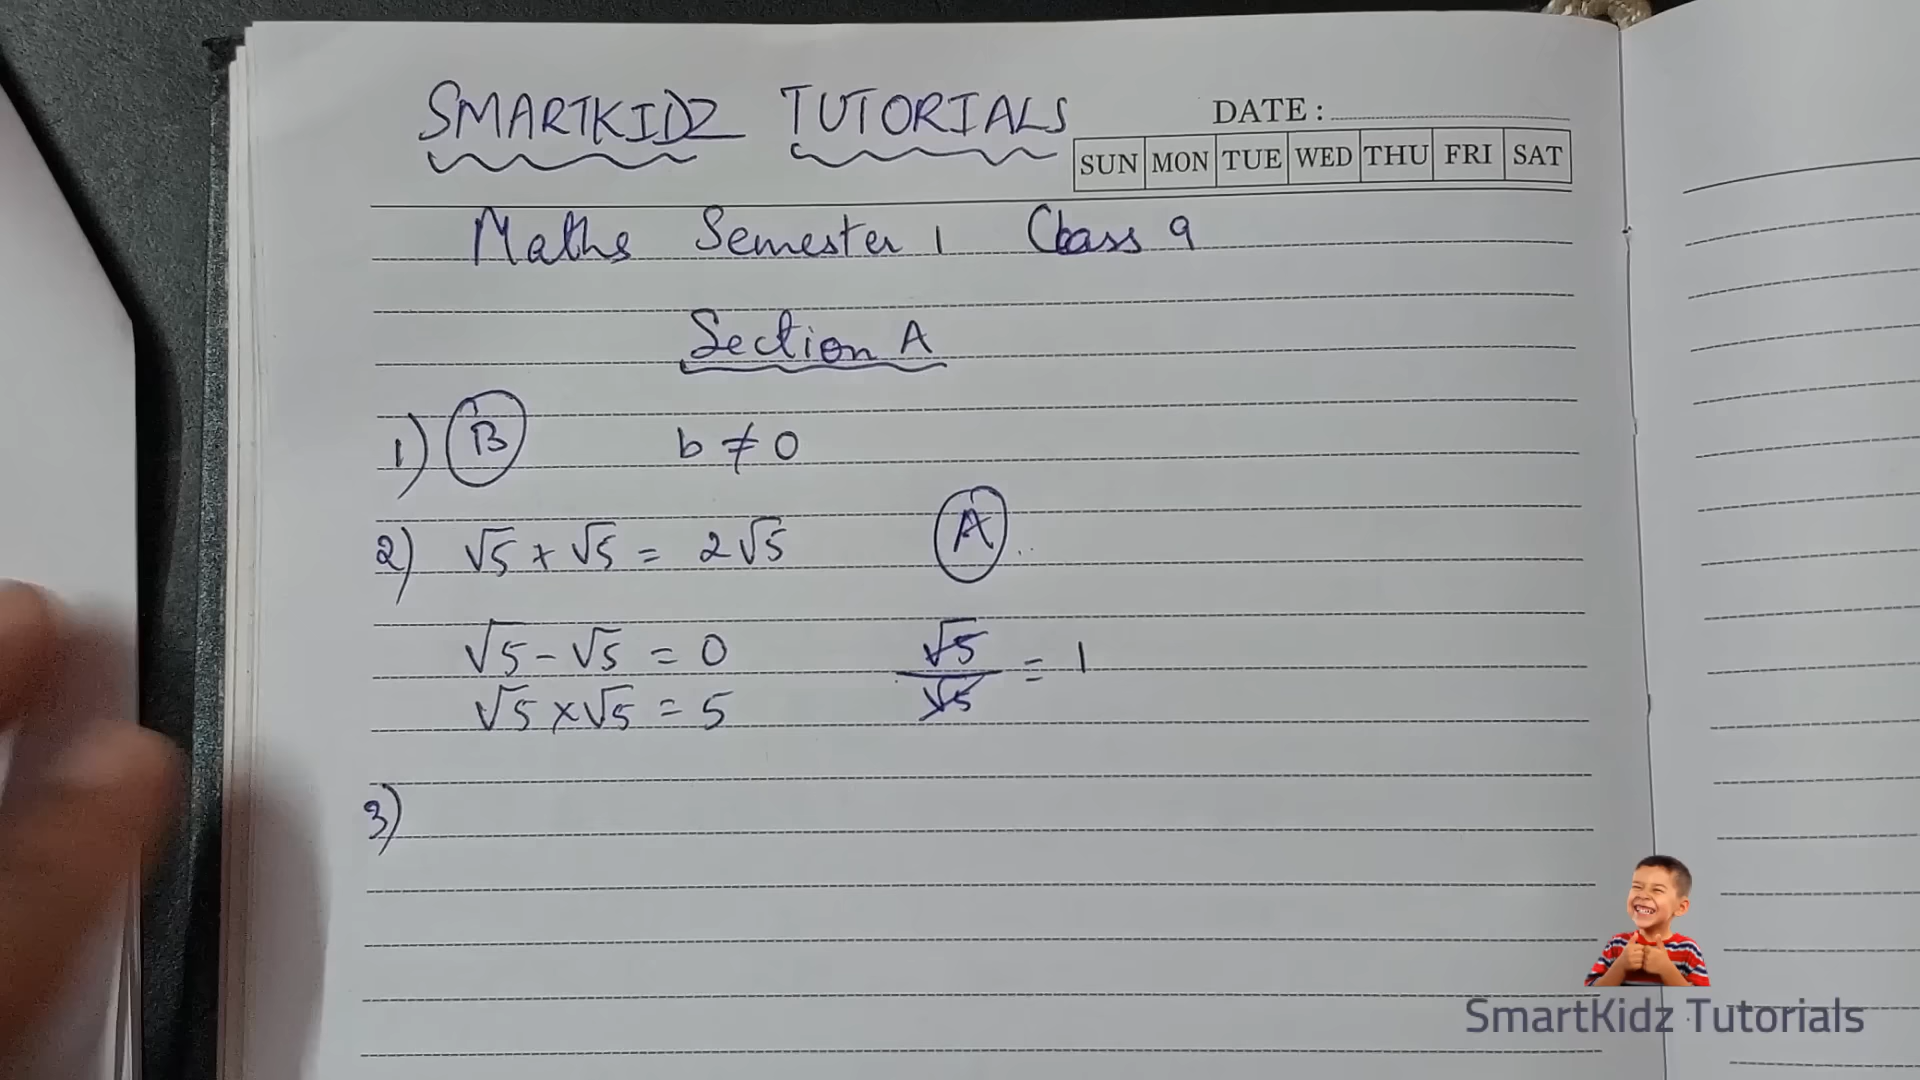 SMARTKIDZ TUTORIALS
DATE :
SUN MON TUE WED THU FRI SAT
Maths Semester 1 Class 9
Section A
1) B b ≠ 0
2) √5 + √5 = 2√5 A
√5 - √5 = 0 √5/√5 = 1
√5 × √5 = 5
3)
SmartKidz Tutorials